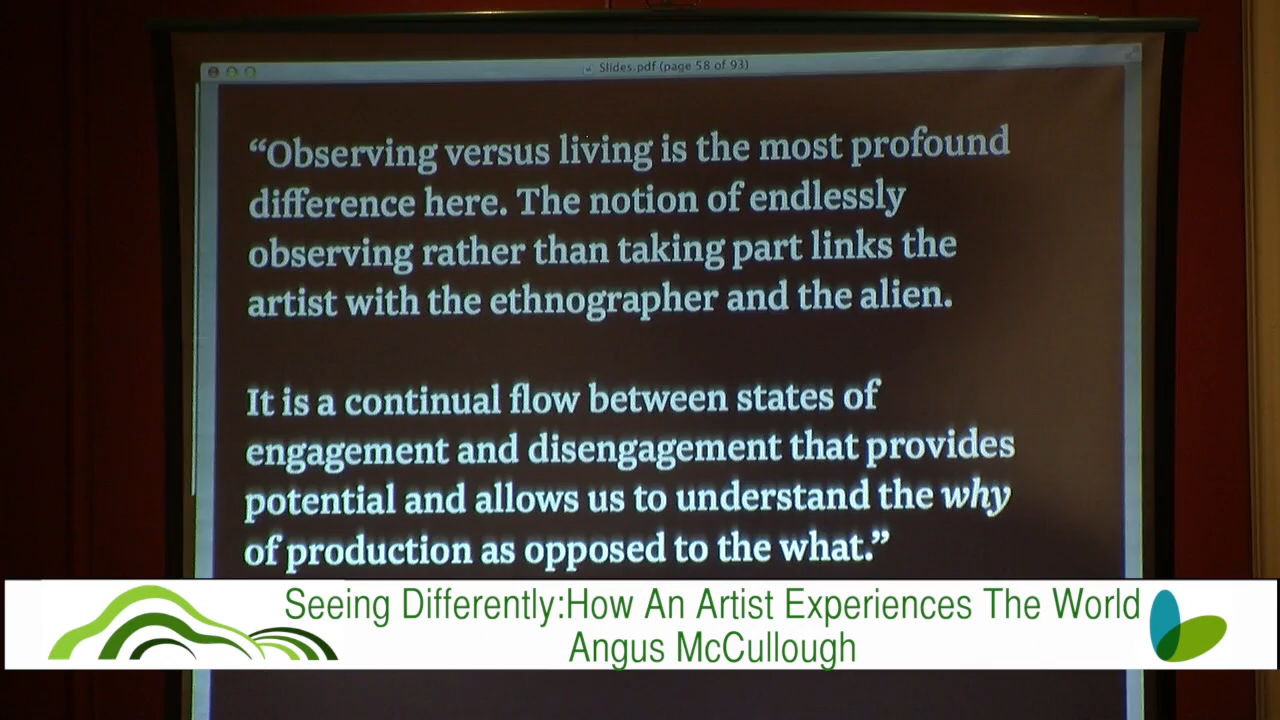 Slides.pdf (page 58 of 93)
“Observing versus living is the most profound
difference here. The notion of endlessly
observing rather than taking part links the
artist with the ethnographer and the alien.
It is a continual flow between states of
engagement and disengagement that provides
potential and allows us to understand the why
of production as opposed to the what.”
Seeing Differently:How An Artist Experiences The World
Angus McCullough